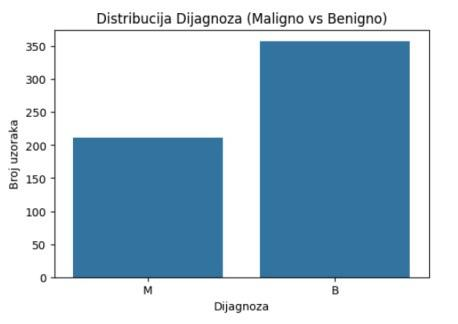 Distribucija Dijagnoza (Maligno vs Benigno)
Broj uzoraka
350
300
250
200
150
100
50
0
M
B
Dijagnoza